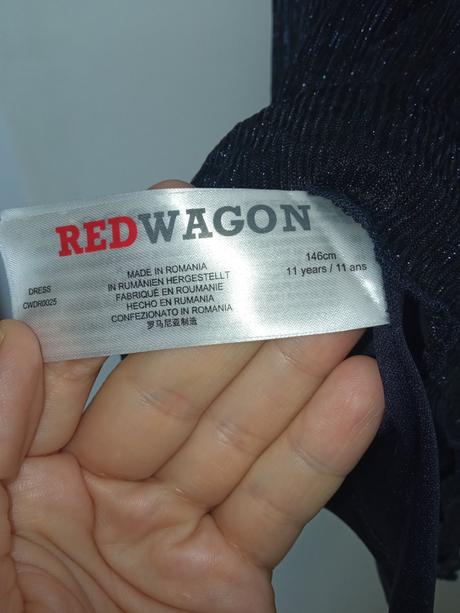 REDWAGON
DRESS
CWDR0025
MADE IN ROMANIA
IN RUMÄNIEN HERGESTELLT
FABRIQUÉ EN ROUMANIE
HECHO EN RUMANIA
CONFEZIONATO IN ROMANIA
罗马尼亚制造
146cm
11 years / 11 ans